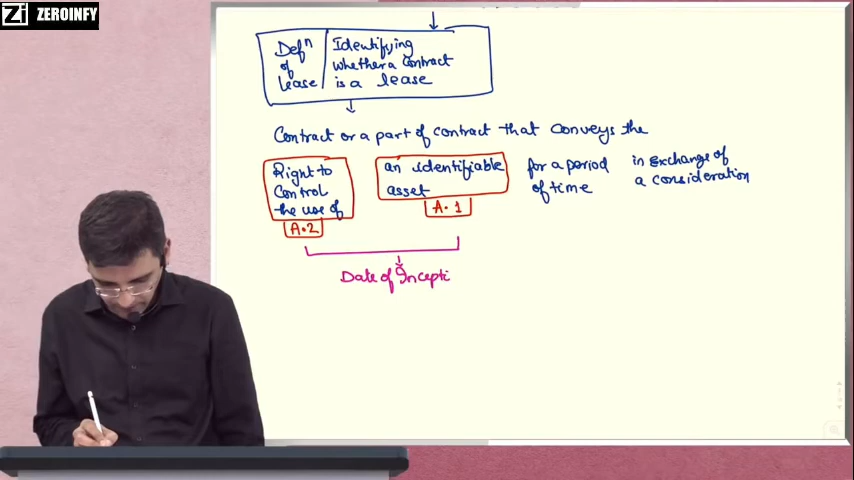 Zi ZEROINFY
Defn
of
lease
Identifying
whether a contract
is a lease
Contract or a part of contract that conveys the
Right to
Control
the use of
A.2
an identifiable
asset
A.1
for a period
of time
in Exchange of
a consideration
Date of Incepti